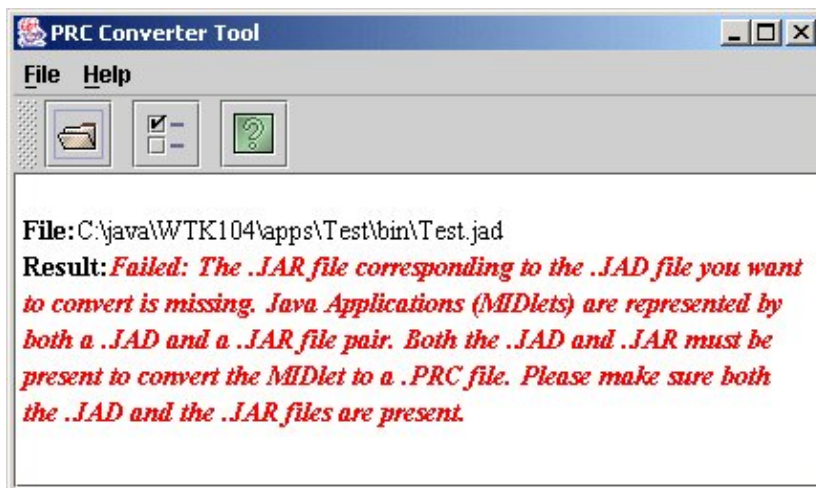 PRC Converter Tool
File Help
File:C:\java\WTK104\apps\Test\bin\Test.jad
Result:Failed: The .JAR file corresponding to the .JAD file you want
to convert is missing. Java Applications (MIDlets) are represented by
both a .JAD and a .JAR file pair. Both the .JAD and .JAR must be
present to convert the MIDlet to a .PRC file. Please make sure both
the .JAD and the .JAR files are present.